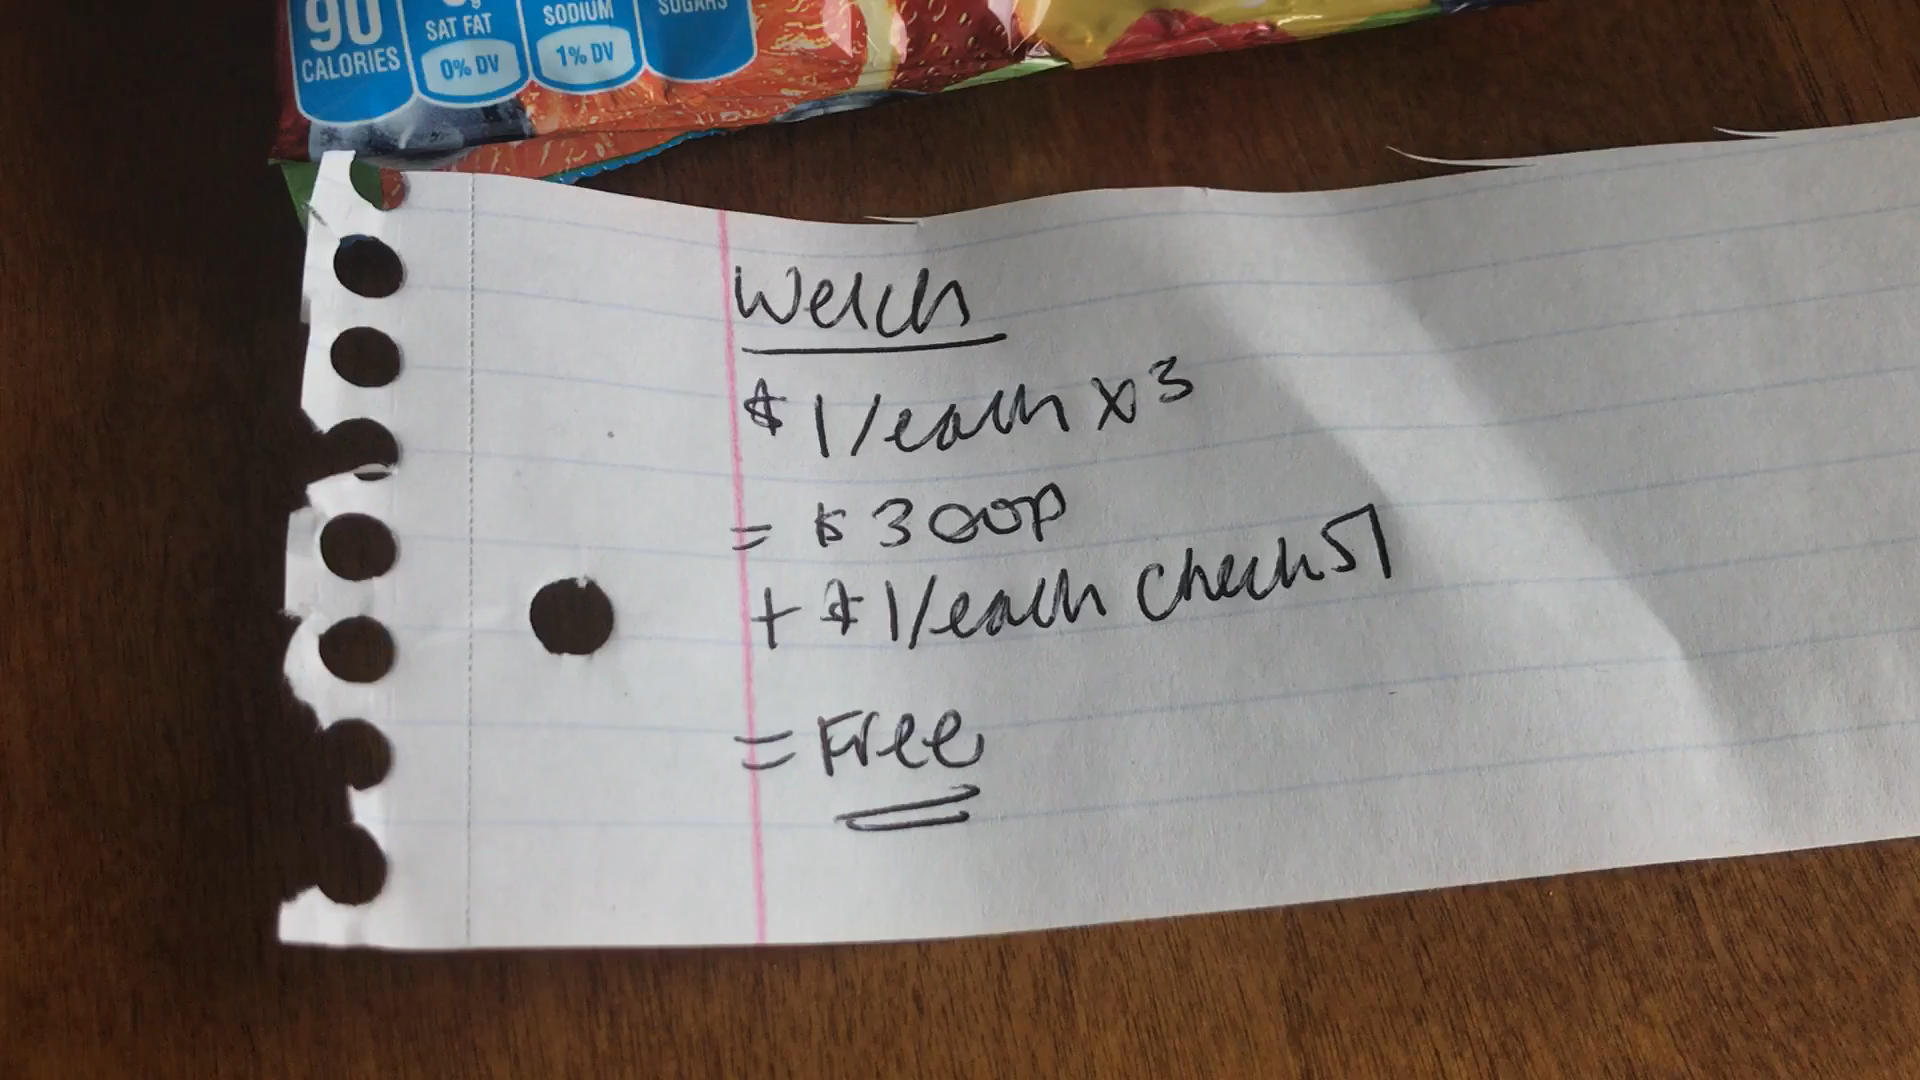 90
CALORIES
SAT FAT
0% DV
SODIUM
1% DV
SUGARS
Welch
$1/each x3
= $3 oop
+ $1/each check51
= Free